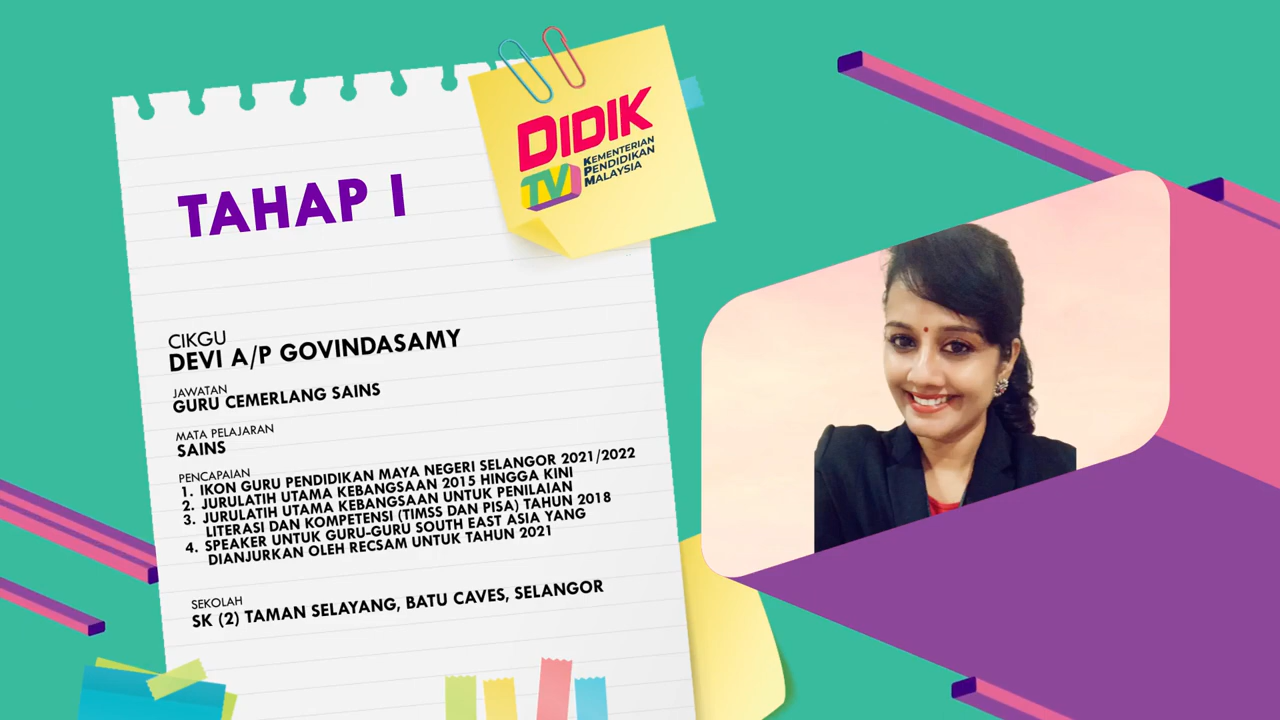 DIDIK
TV
KEMENTERIAN
PENDIDIKAN
MALAYSIA
TAHAP I
CIKGU
DEVI A/P GOVINDASAMY
JAWATAN
GURU CEMERLANG SAINS
MATA PELAJARAN
SAINS
PENCAPAIAN
1. IKON GURU PENDIDIKAN MAYA NEGERI SELANGOR 2021/2022
2. JURULATIH UTAMA KEBANGSAAN 2015 HINGGA KINI
3. JURULATIH UTAMA KEBANGSAAN UNTUK PENILAIAN
LITERASI DAN KOMPETENSI (TIMSS DAN PISA) TAHUN 2018
4. SPEAKER UNTUK GURU-GURU SOUTH EAST ASIA YANG
DIANJURKAN OLEH RECSAM UNTUK TAHUN 2021
SEKOLAH
SK (2) TAMAN SELAYANG, BATU CAVES, SELANGOR